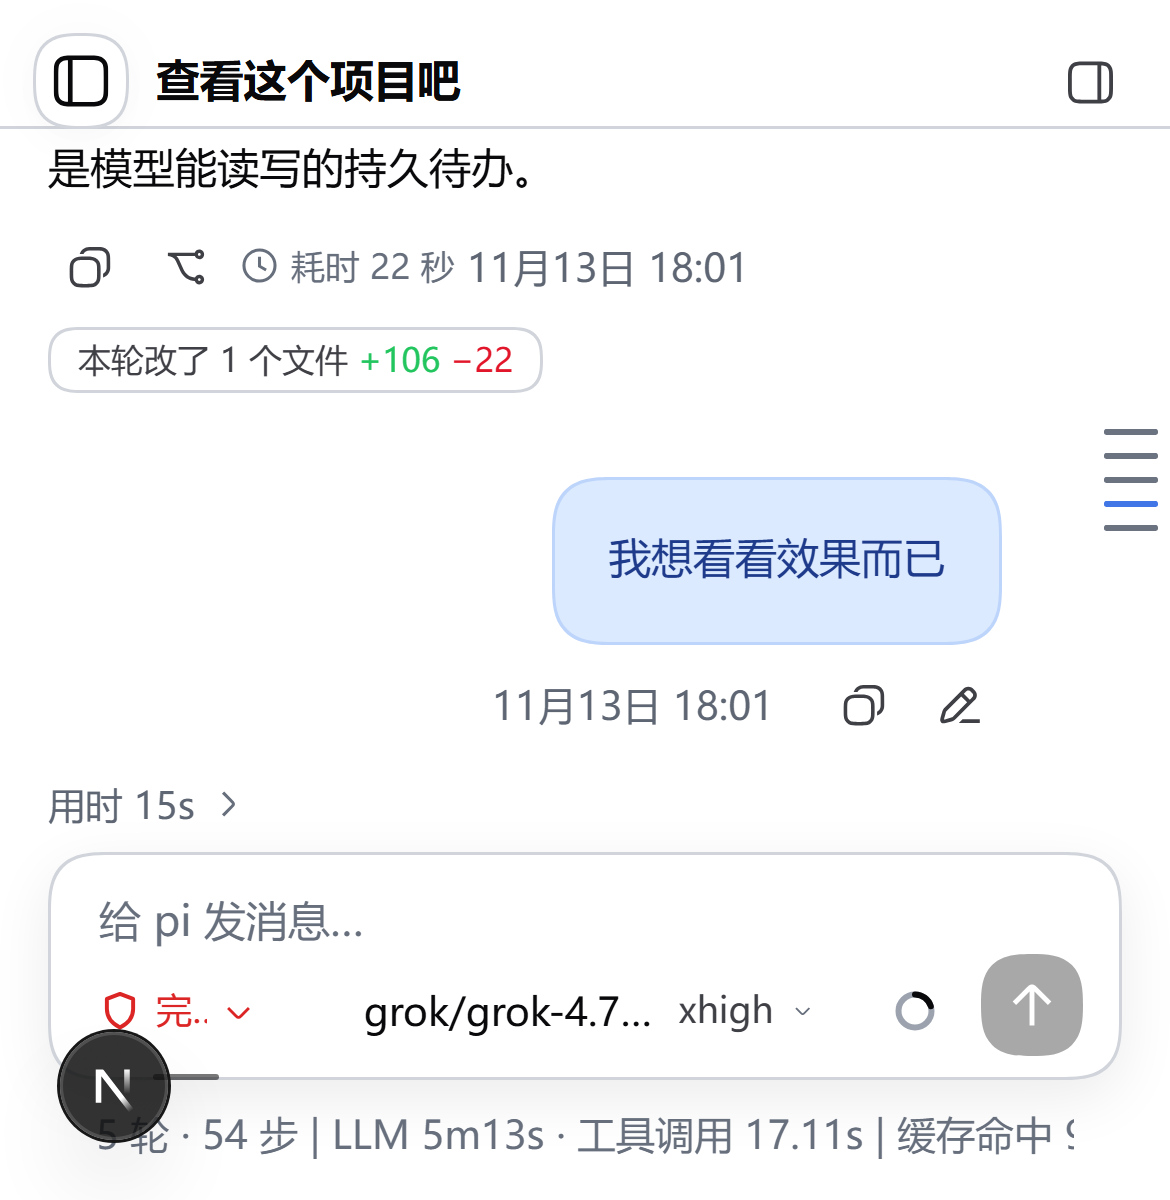 查看这个项目吧
是模型能读写的持久待办。
耗时 22 秒 11月13日 18:01
本轮改了 1 个文件 +106 −22
我想看看效果而已
11月13日 18:01
用时 15s
给 pi 发消息...
完.. grok/grok-4.7... xhigh
N
5 轮 · 54 步 | LLM 5m13s · 工具调用 17.11s | 缓存命中